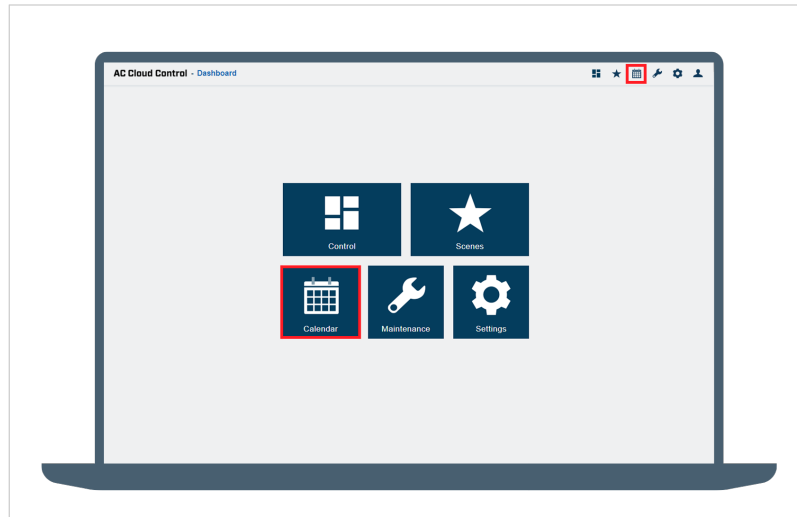 AC Cloud Control - Dashboard
Control
Scenes
Calendar
Maintenance
Settings